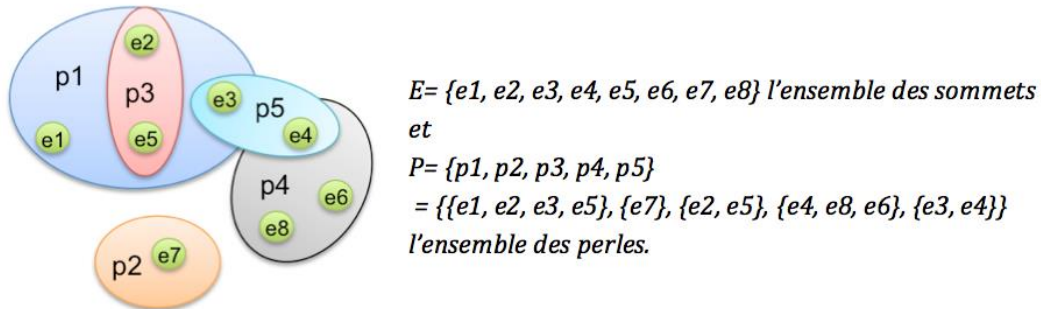 e2
p1
p3
e3
p5
e1
e5
e4
p4
e6
e8
p2
e7
E= {e1, e2, e3, e4, e5, e6, e7, e8} l’ensemble des sommets
et
P= {p1, p2, p3, p4, p5}
= {{e1, e2, e3, e5}, {e7}, {e2, e5}, {e4, e8, e6}, {e3, e4}}
l’ensemble des perles.